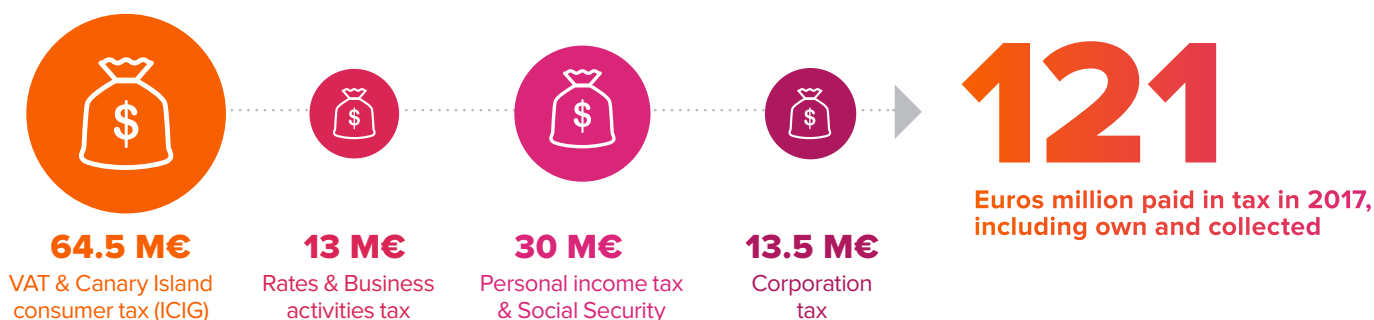 $
$
$
$
121
Euros million paid in tax in 2017,
including own and collected
64.5 M€
VAT & Canary Island
consumer tax (ICIG)
13 M€
Rates & Business
activities tax
30 M€
Personal income tax
& Social Security
13.5 M€
Corporation
tax